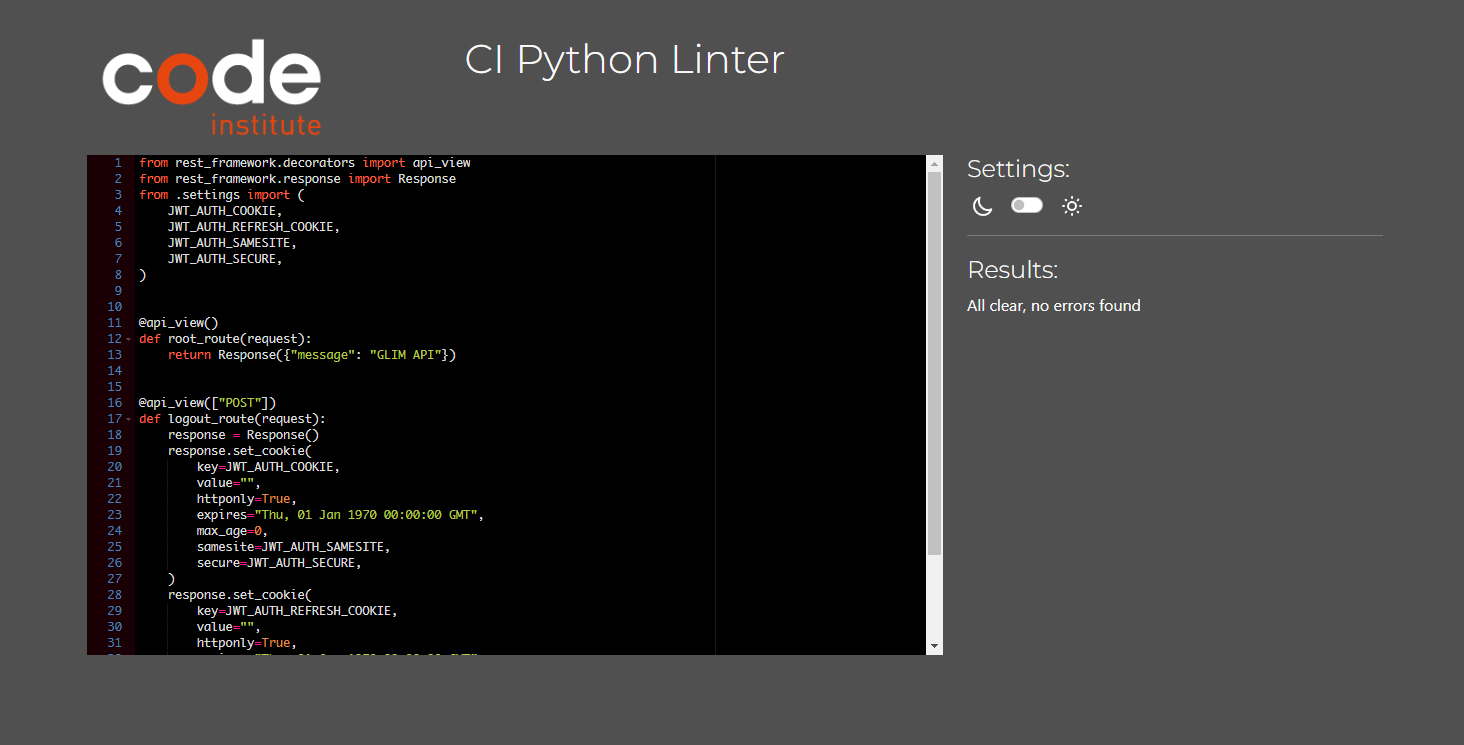 code
institute
CI Python Linter
1 from rest_framework.decorators import api_view
2 from rest_framework.response import Response
3 from .settings import (
4     JWT_AUTH_COOKIE,
5     JWT_AUTH_REFRESH_COOKIE,
6     JWT_AUTH_SAMESITE,
7     JWT_AUTH_SECURE,
8 )
9
10
11 @api_view()
12 def root_route(request):
13     return Response({"message": "GLIM API"})
14
15
16 @api_view(["POST"])
17 def logout_route(request):
18     response = Response()
19     response.set_cookie(
20         key=JWT_AUTH_COOKIE,
21         value="",
22         httponly=True,
23         expires="Thu, 01 Jan 1970 00:00:00 GMT",
24         max_age=0,
25         samesite=JWT_AUTH_SAMESITE,
26         secure=JWT_AUTH_SECURE,
27     )
28     response.set_cookie(
29         key=JWT_AUTH_REFRESH_COOKIE,
30         value="",
31         httponly=True,
Settings:
Results:
All clear, no errors found